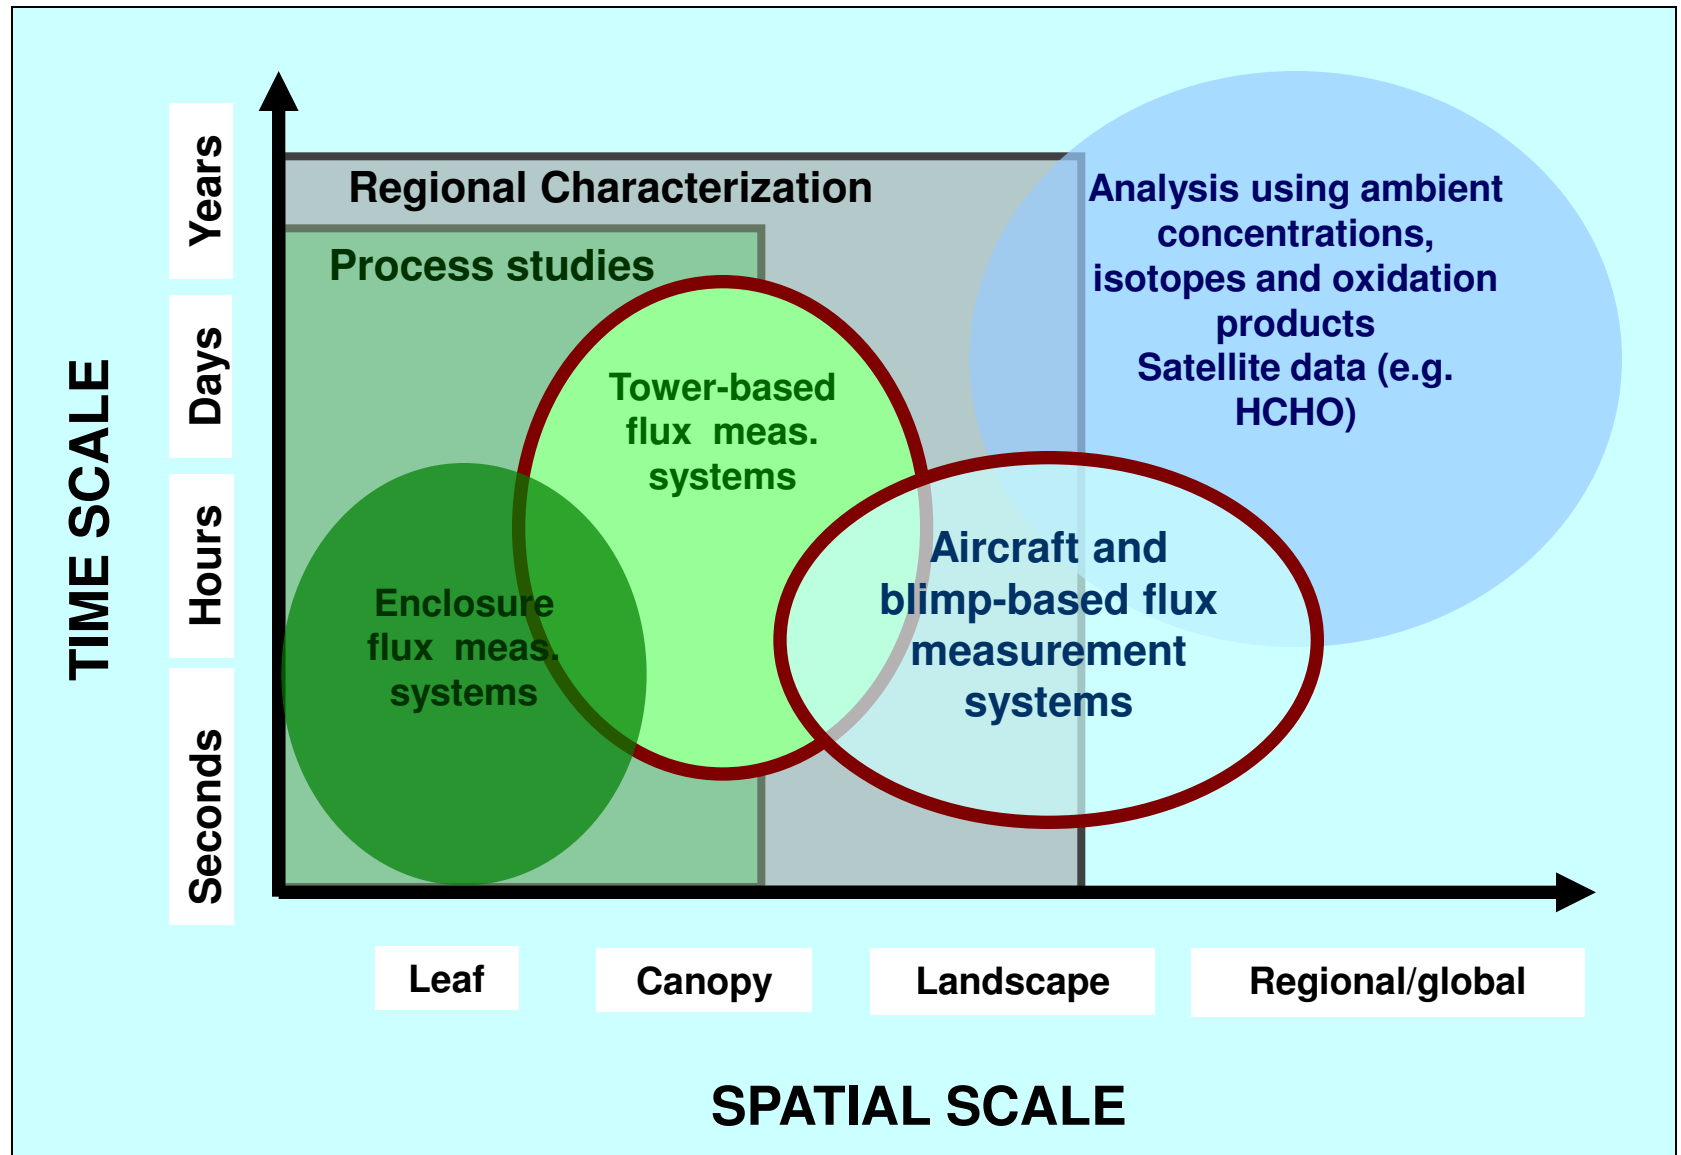 Regional Characterization
Process studies
Analysis using ambient
concentrations,
isotopes and oxidation
products
Satellite data (e.g.
HCHO)
Tower-based
flux meas.
systems
Enclosure
flux meas.
systems
Aircraft and
blimp-based flux
measurement
systems
TIME SCALE
Years
Days
Hours
Seconds
Leaf
Canopy
Landscape
Regional/global
SPATIAL SCALE